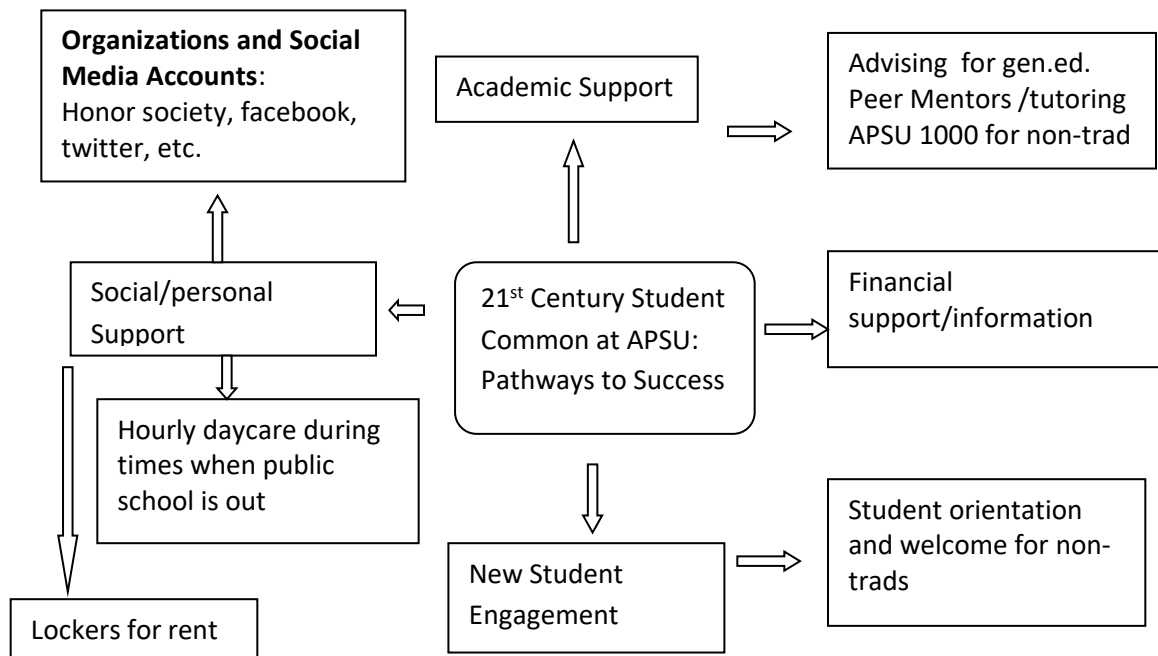 Organizations and Social
Media Accounts:
Honor society, facebook,
twitter, etc.
Academic Support
Advising for gen.ed.
Peer Mentors /tutoring
APSU 1000 for non-trad
Social/personal
Support
21st Century Student
Common at APSU:
Pathways to Success
Financial
support/information
Hourly daycare during
times when public
school is out
New Student
Engagement
Student orientation
and welcome for non-
trads
Lockers for rent